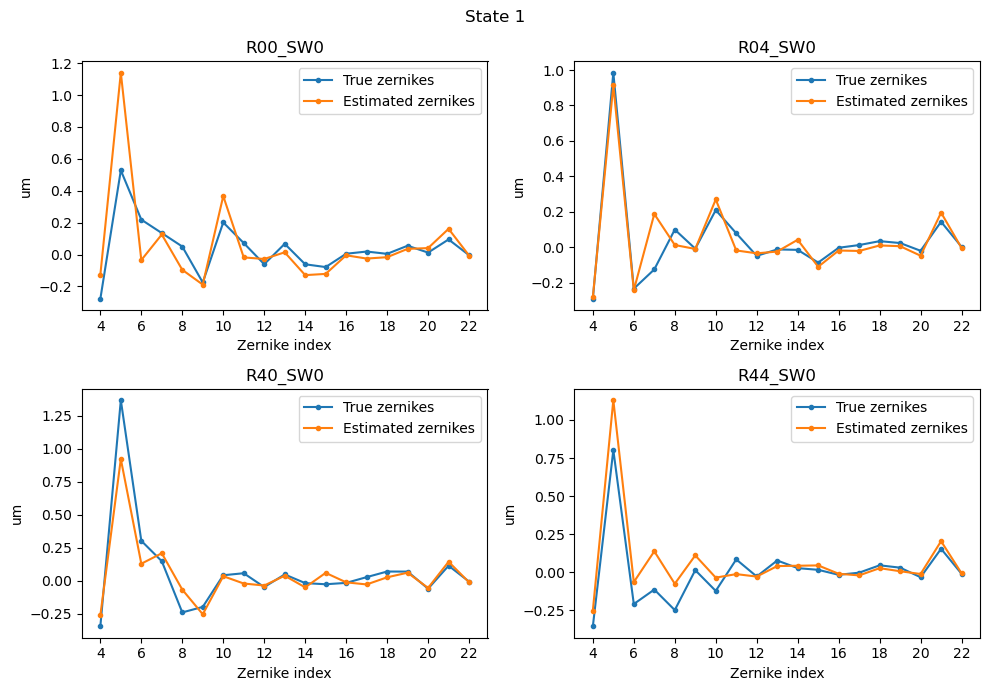 State 1
R00_SW0
um
1.2
1.0
0.8
0.6
0.4
0.2
0.0
−0.2
True zernikes
Estimated zernikes
4 6 8 10 12 14 16 18 20 22
Zernike index
R04_SW0
um
1.0
0.8
0.6
0.4
0.2
0.0
−0.2
True zernikes
Estimated zernikes
4 6 8 10 12 14 16 18 20 22
Zernike index
R40_SW0
um
1.25
1.00
0.75
0.50
0.25
0.00
−0.25
True zernikes
Estimated zernikes
4 6 8 10 12 14 16 18 20 22
Zernike index
R44_SW0
um
1.00
0.75
0.50
0.25
0.00
−0.25
True zernikes
Estimated zernikes
4 6 8 10 12 14 16 18 20 22
Zernike index